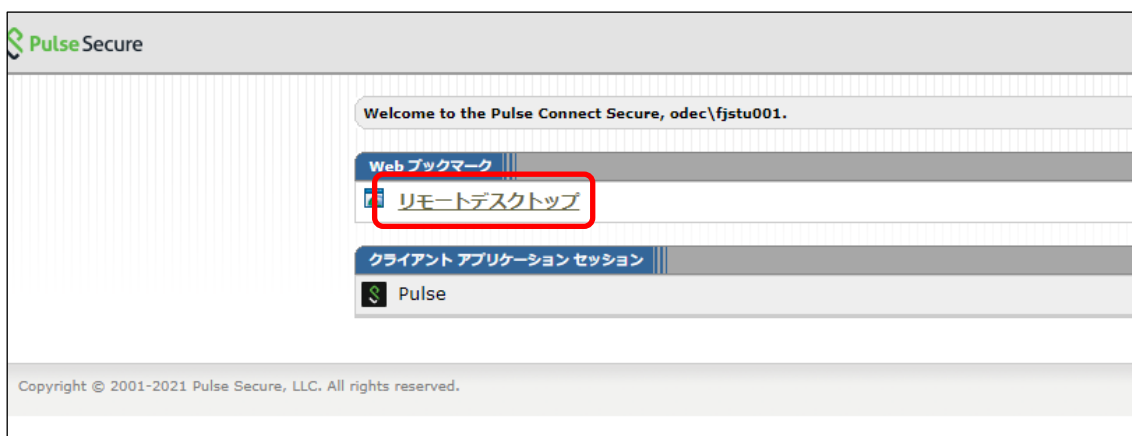 Pulse Secure
Welcome to the Pulse Connect Secure, odec\fjstu001.
Web ブックマーク
リモートデスクトップ
クライアント アプリケーション セッション
Pulse
Copyright © 2001-2021 Pulse Secure, LLC. All rights reserved.